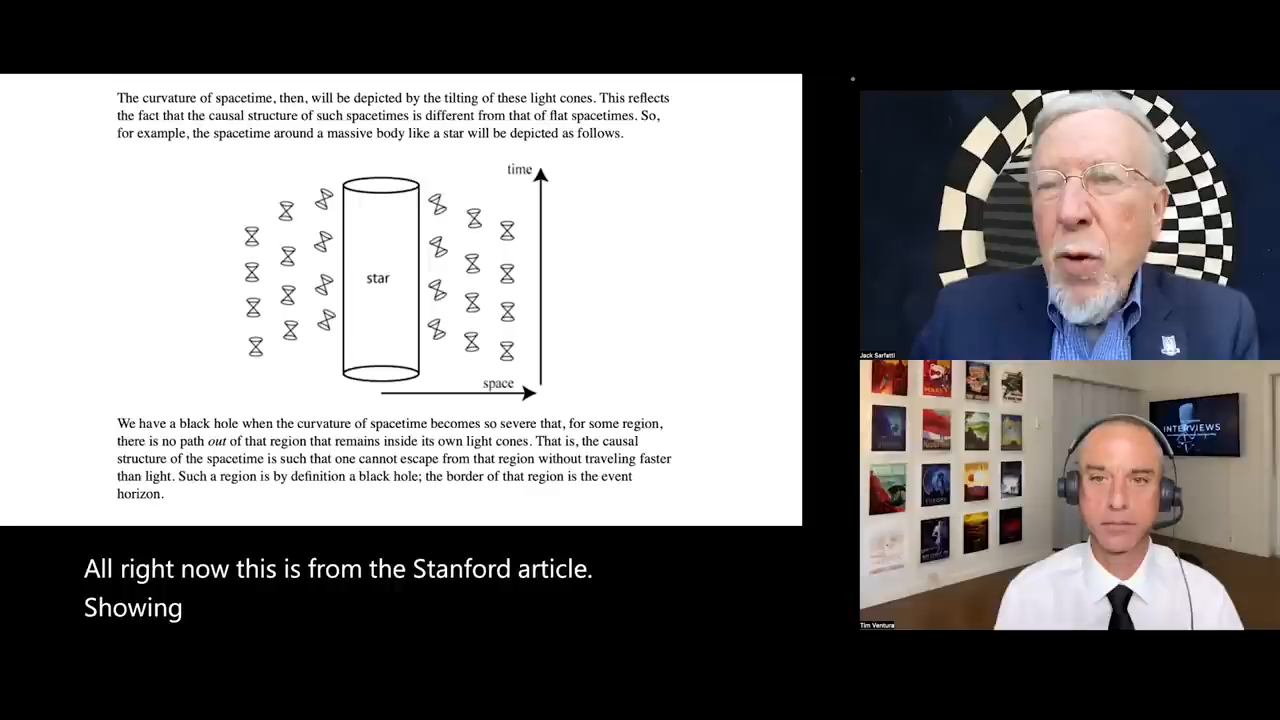 The curvature of spacetime, then, will be depicted by the tilting of these light cones. This reflects
the fact that the causal structure of such spacetimes is different from that of flat spacetimes. So,
for example, the spacetime around a massive body like a star will be depicted as follows.
time
star
space
We have a black hole when the curvature of spacetime becomes so severe that, for some region,
there is no path out of that region that remains inside its own light cones. That is, the causal
structure of the spacetime is such that one cannot escape from that region without traveling faster
than light. Such a region is by definition a black hole; the border of that region is the event
horizon.
All right now this is from the Stanford article.
Showing
Jack Sarfatti
INTERVIEWS
Tim Ventura